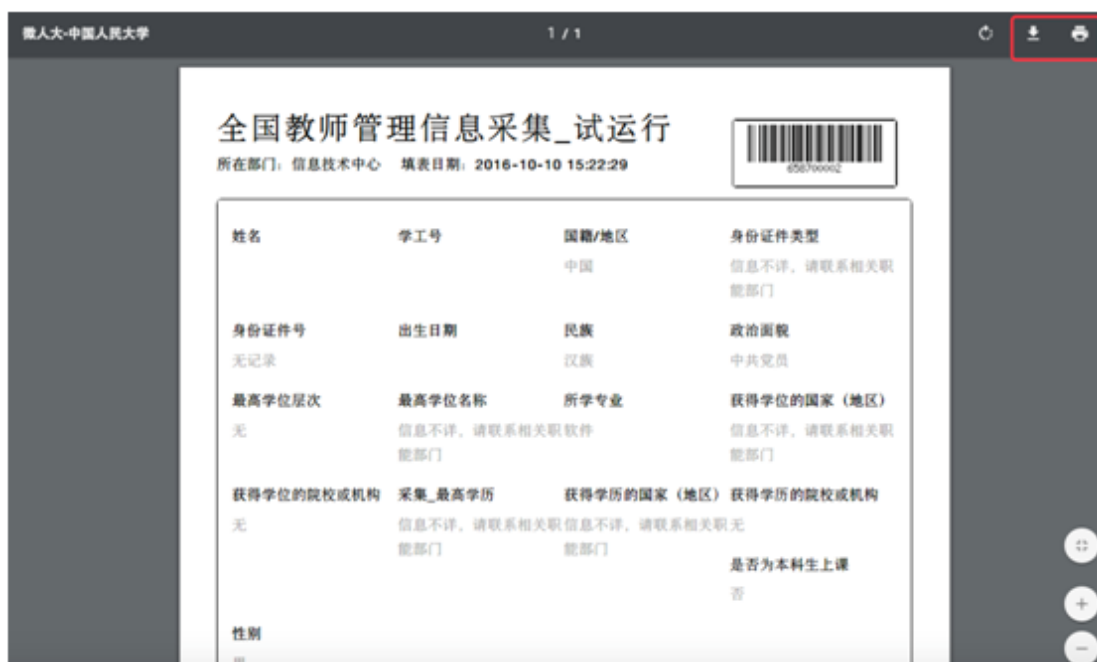 微人大-中国人民大学 1 / 1
全国教师管理信息采集_试运行
所在部门: 信息技术中心 填表日期: 2016-10-10 15:22:29
658700002
姓名 学工号 国籍/地区 身份证件类型
中国 信息不详, 请联系相关职
能部门
身份证件号 出生日期 民族 政治面貌
无记录 汉族 中共党员
最高学位层次 最高学位名称 所学专业 获得学位的国家（地区）
无 信息不详, 请联系相关职 软件 信息不详, 请联系相关职
能部门 能部门
获得学位的院校或机构 采集_最高学历 获得学历的国家（地区） 获得学历的院校或机构
无 信息不详, 请联系相关职 信息不详, 请联系相关职 无
能部门 能部门
是否为本科生上课
否
性别